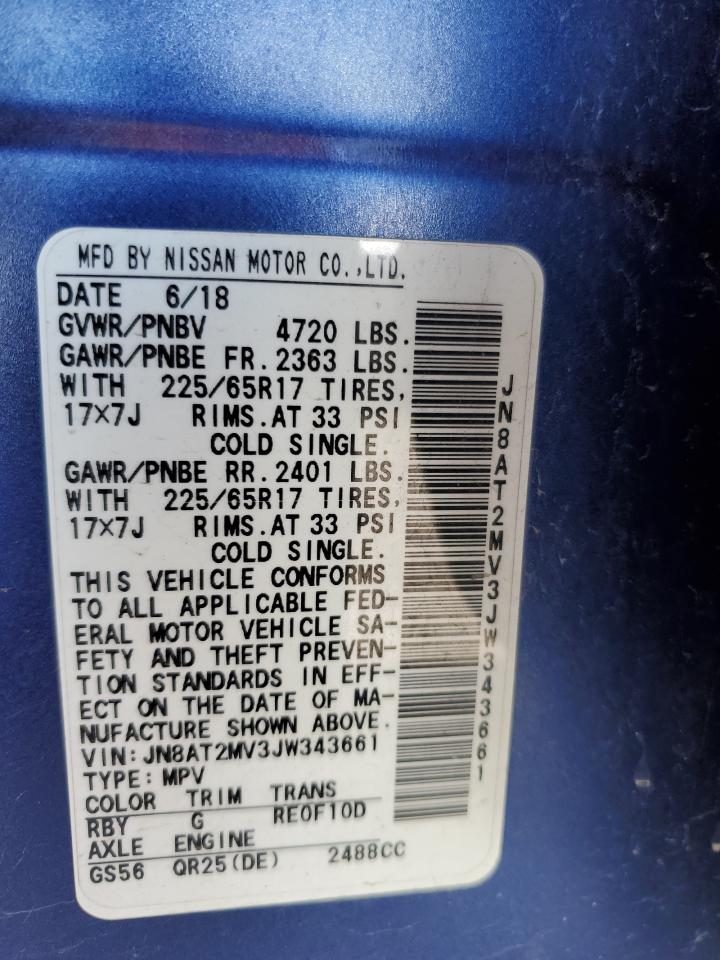 MFD BY NISSAN MOTOR CO.,LTD.
DATE 6/18
GVWR/PNBV 4720 LBS.
GAWR/PNBE FR.2363 LBS.
WITH 225/65R17 TIRES,
17×7J RIMS.AT 33 PSI
COLD SINGLE.
GAWR/PNBE RR.2401 LBS.
WITH 225/65R17 TIRES,
17×7J RIMS.AT 33 PSI
COLD SINGLE.
THIS VEHICLE CONFORMS
TO ALL APPLICABLE FED-
ERAL MOTOR VEHICLE SA-
FETY AND THEFT PREVEN-
TION STANDARDS IN EFF-
ECT ON THE DATE OF MA-
NUFACTURE SHOWN ABOVE.
VIN:JN8AT2MV3JW343661
TYPE:MPV
COLOR TRIM TRANS
RBY G RE0F10D
AXLE ENGINE
GS56 QR25(DE) 2488CC
JN8AT2MV3JW343661